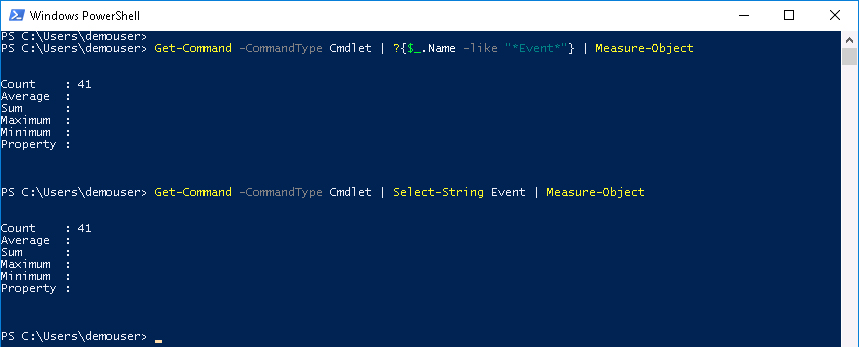 Windows PowerShell
PS C:\Users\demouser>
PS C:\Users\demouser> Get-Command -CommandType Cmdlet | ?{$_.Name -like "*Event*"} | Measure-Object
Count    : 41
Average  :
Sum      :
Maximum  :
Minimum  :
Property :
PS C:\Users\demouser> Get-Command -CommandType Cmdlet | Select-String Event | Measure-Object
Count    : 41
Average  :
Sum      :
Maximum  :
Minimum  :
Property :
PS C:\Users\demouser>